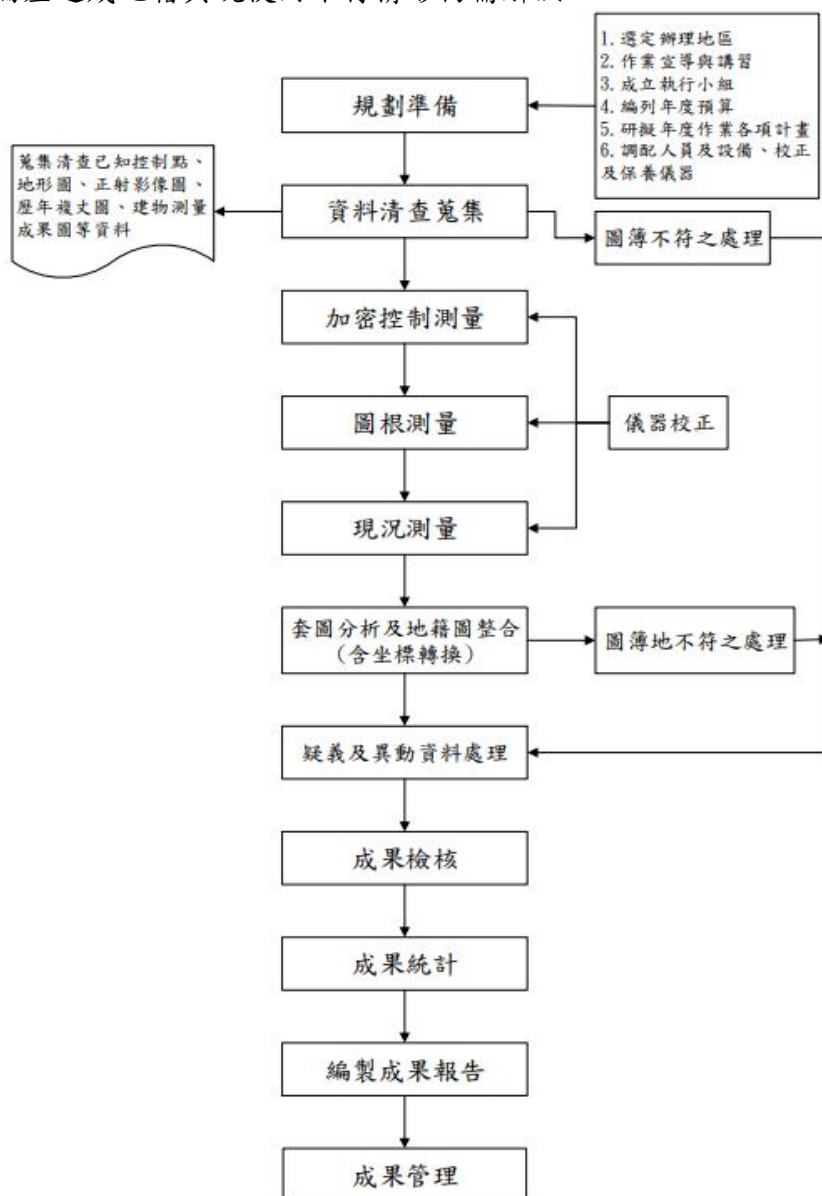 1. 選定辦理地區
2. 作業宣導與講習
3. 成立執行小組
4. 編列年度預算
5. 研擬年度作業各項計畫
6. 調配人員及設備、校正
及保養儀器
規劃準備
蒐集清查已知控制點、
地形圖、正射影像圖、
歷年複丈圖、建物測量
成果圖等資料
資料清查蒐集
圖簿不符之處理
加密控制測量
圖根測量
儀器校正
現況測量
套圖分析及地籍圖整合
(含坐標轉換)
圖簿地不符之處理
疑義及異動資料處理
成果檢核
成果統計
編製成果報告
成果管理